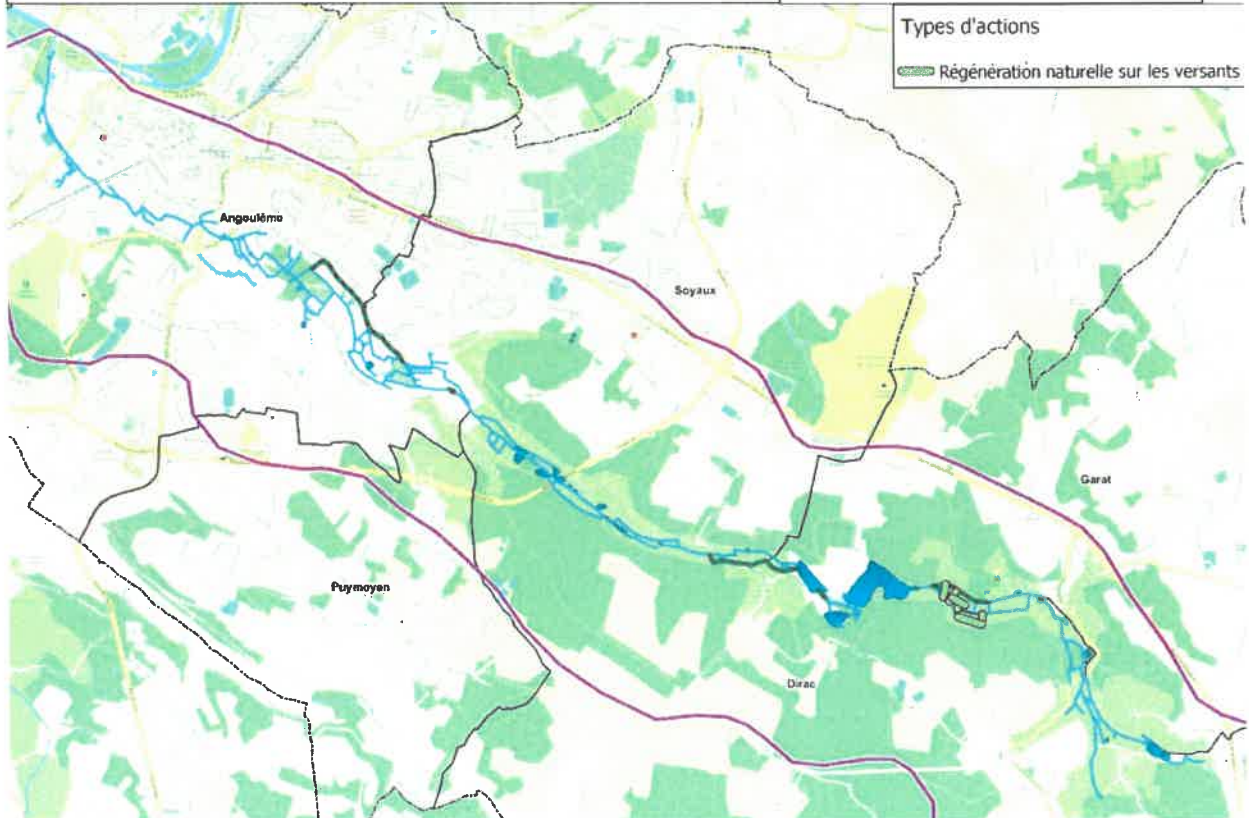 Types d'actions
Régénération naturelle sur les versants
Angoulême
Soyaux
Garat
Puymoyen
Dirac